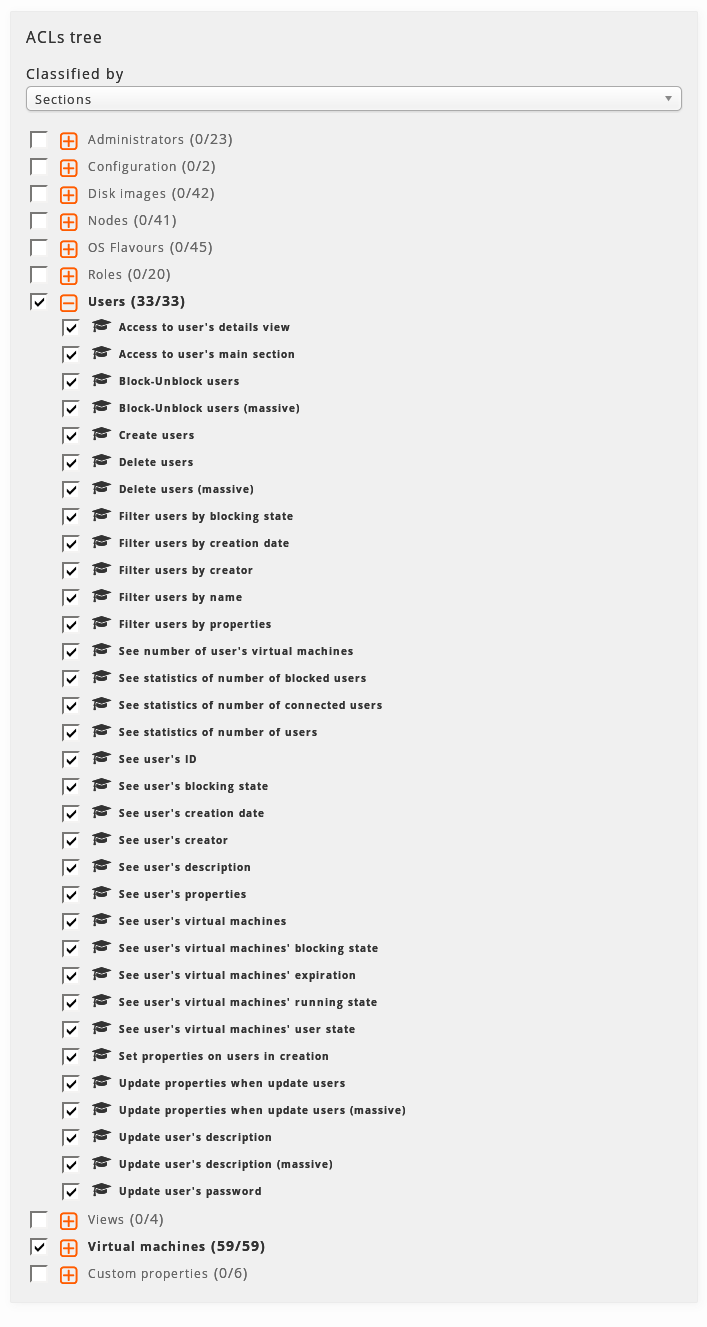 ACLs tree
Classified by
Sections
Administrators (0/23)
Configuration (0/2)
Disk images (0/42)
Nodes (0/41)
OS Flavours (0/45)
Roles (0/20)
Users (33/33)
Access to user's details view
Access to user's main section
Block-Unblock users
Block-Unblock users (massive)
Create users
Delete users
Delete users (massive)
Filter users by blocking state
Filter users by creation date
Filter users by creator
Filter users by name
Filter users by properties
See number of user's virtual machines
See statistics of number of blocked users
See statistics of number of connected users
See statistics of number of users
See user's ID
See user's blocking state
See user's creation date
See user's creator
See user's description
See user's properties
See user's virtual machines
See user's virtual machines' blocking state
See user's virtual machines' expiration
See user's virtual machines' running state
See user's virtual machines' user state
Set properties on users in creation
Update properties when update users
Update properties when update users (massive)
Update user's description
Update user's description (massive)
Update user's password
Views (0/4)
Virtual machines (59/59)
Custom properties (0/6)